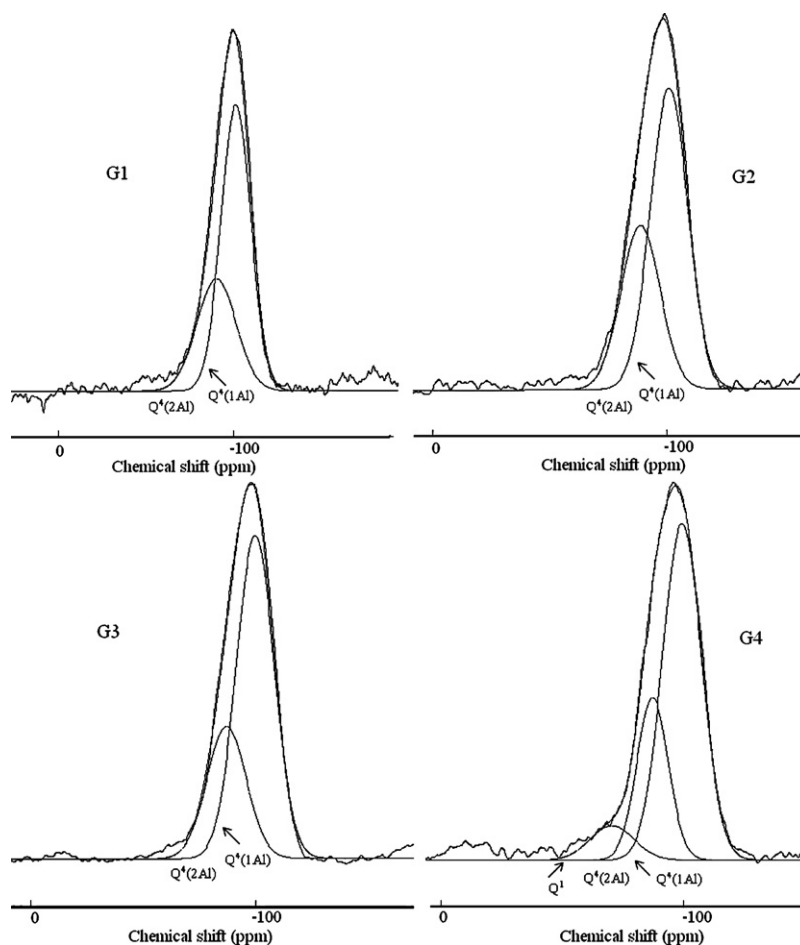 G1
Q⁴(2Al) Q⁴(1Al)
0 -100
Chemical shift (ppm)
G2
Q⁴(2Al) Q⁴(1Al)
0 -100
Chemical shift (ppm)
G3
Q⁴(2Al) Q⁴(1Al)
0 -100
Chemical shift (ppm)
G4
Q¹ Q⁴(2Al) Q⁴(1Al)
0 -100
Chemical shift (ppm)